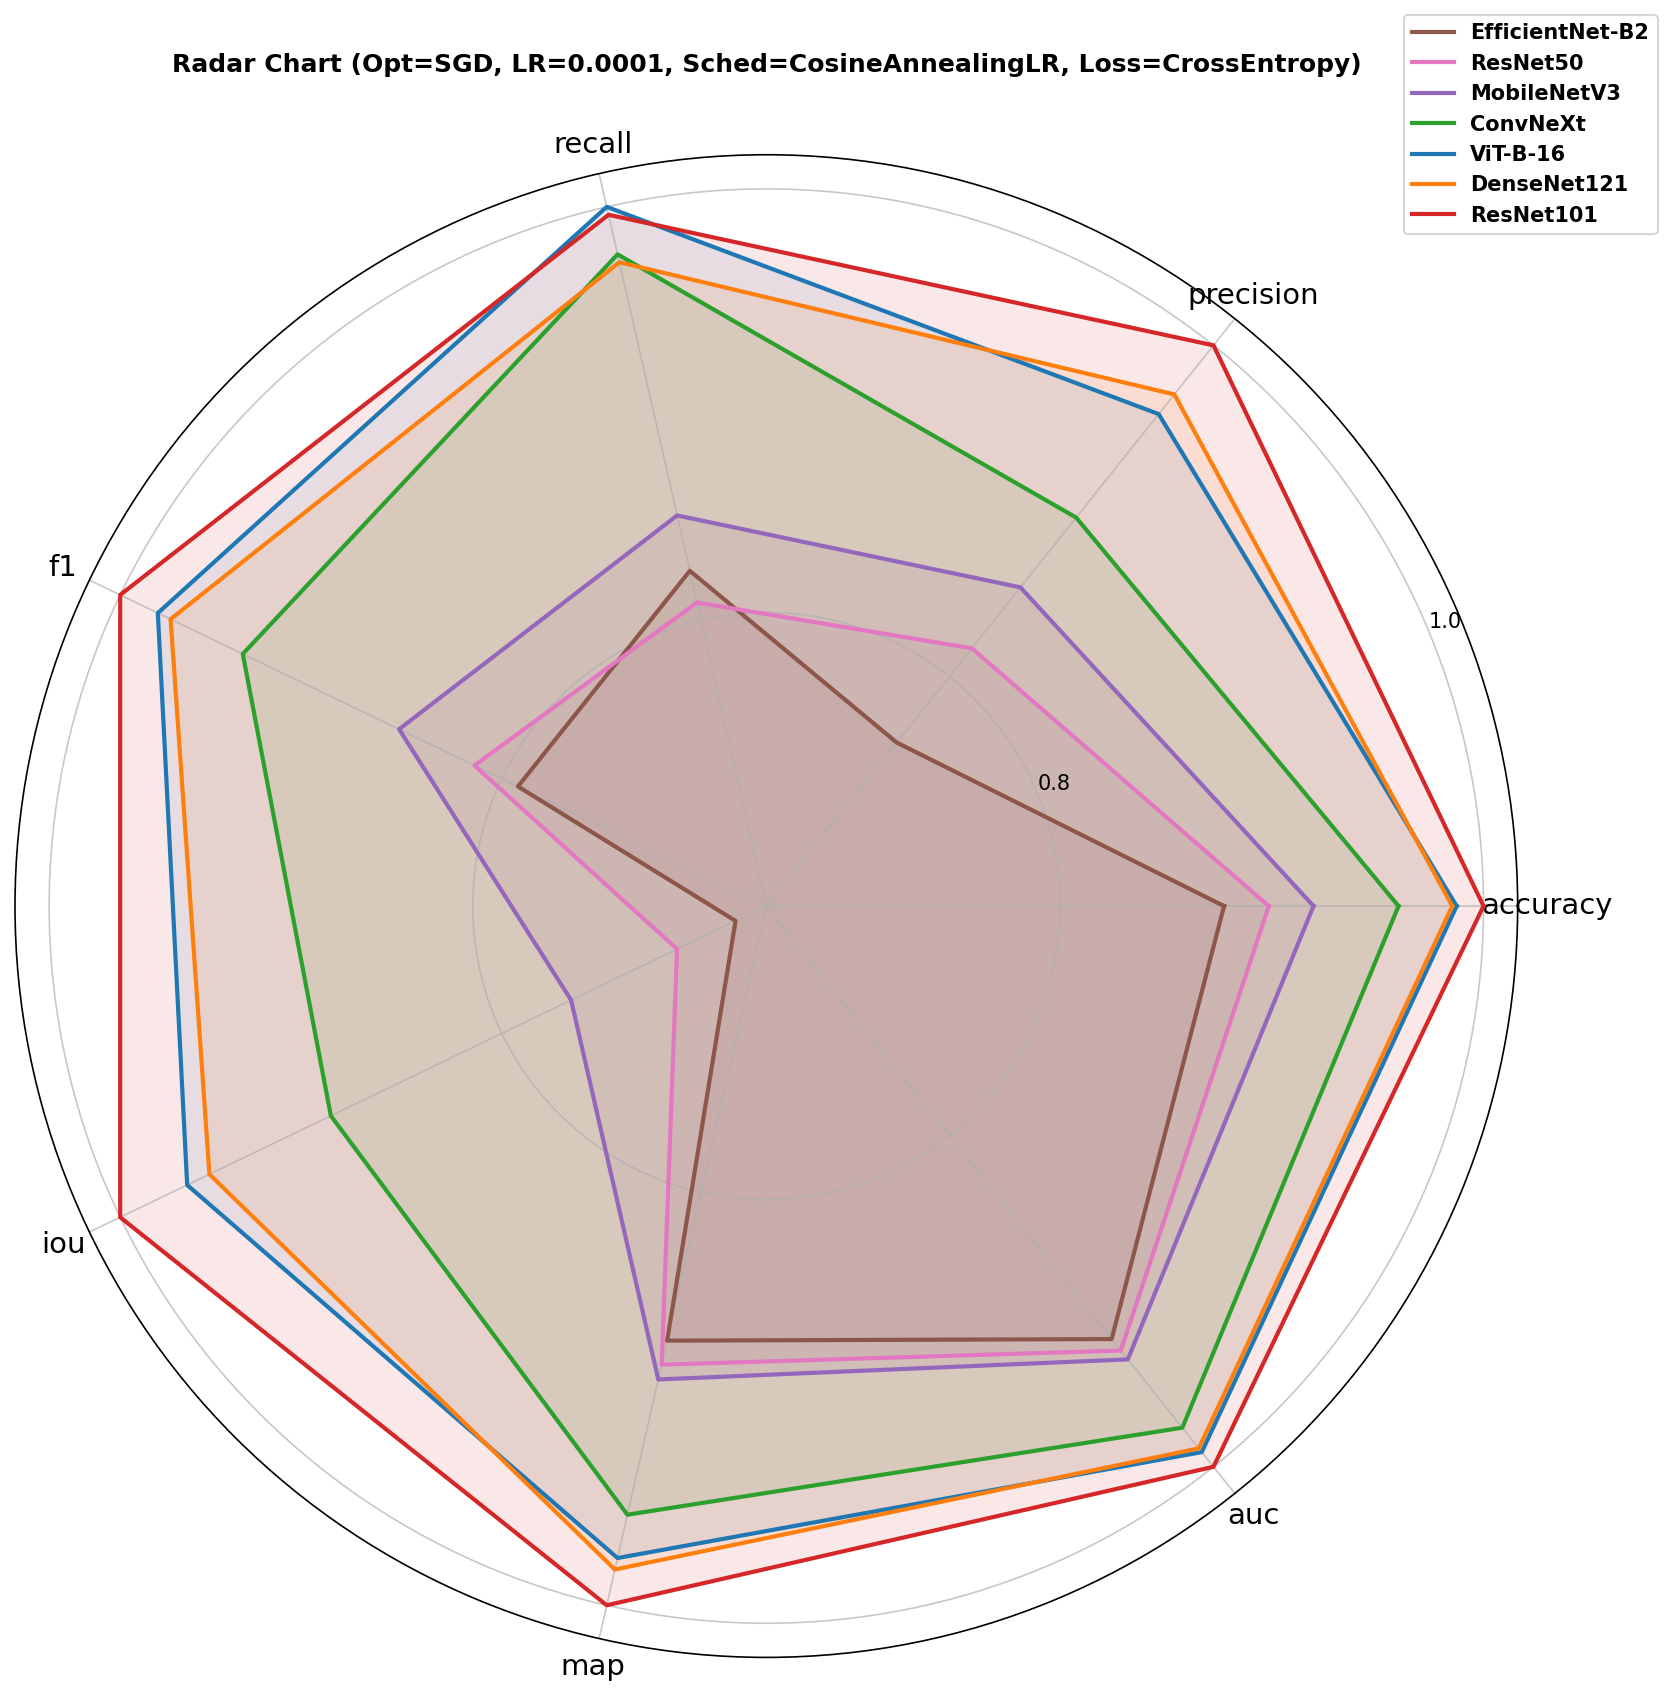 Radar Chart (Opt=SGD, LR=0.0001, Sched=CosineAnnealingLR, Loss=CrossEntropy)
EfficientNet-B2
ResNet50
MobileNetV3
ConvNeXt
ViT-B-16
DenseNet121
ResNet101
recall
precision
f1
1.0
0.8
accuracy
iou
auc
map